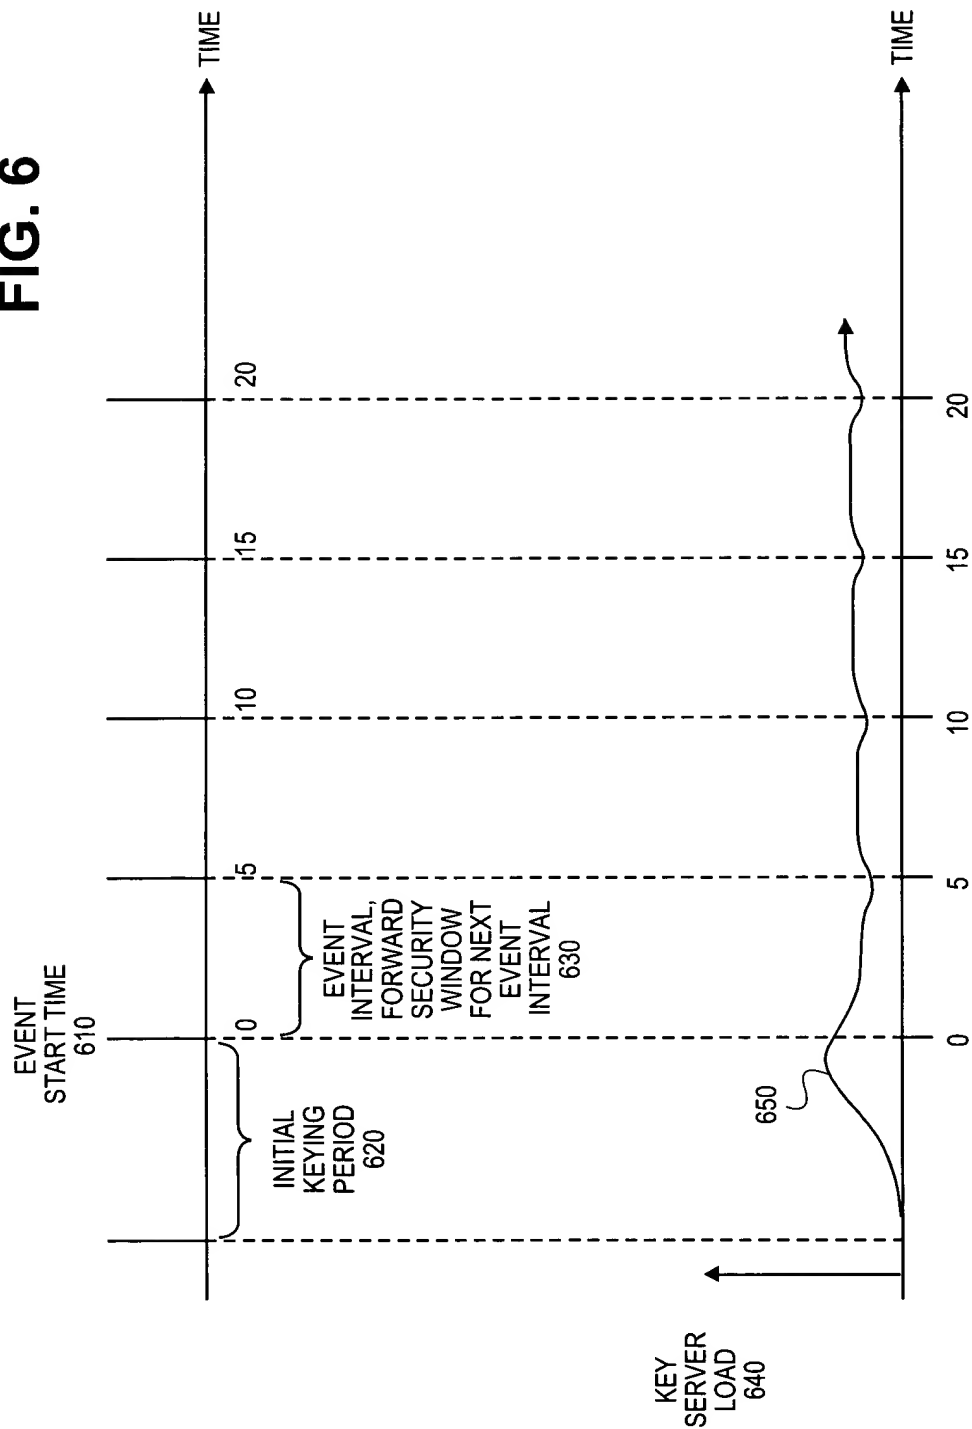 FIG. 6
EVENT
START TIME
610
TIME
0
5
10
15
20
INITIAL
KEYING
PERIOD
620
EVENT
INTERVAL,
FORWARD
SECURITY
WINDOW
FOR NEXT
EVENT
INTERVAL
630
KEY
SERVER
LOAD
640
650
TIME
0
5
10
15
20